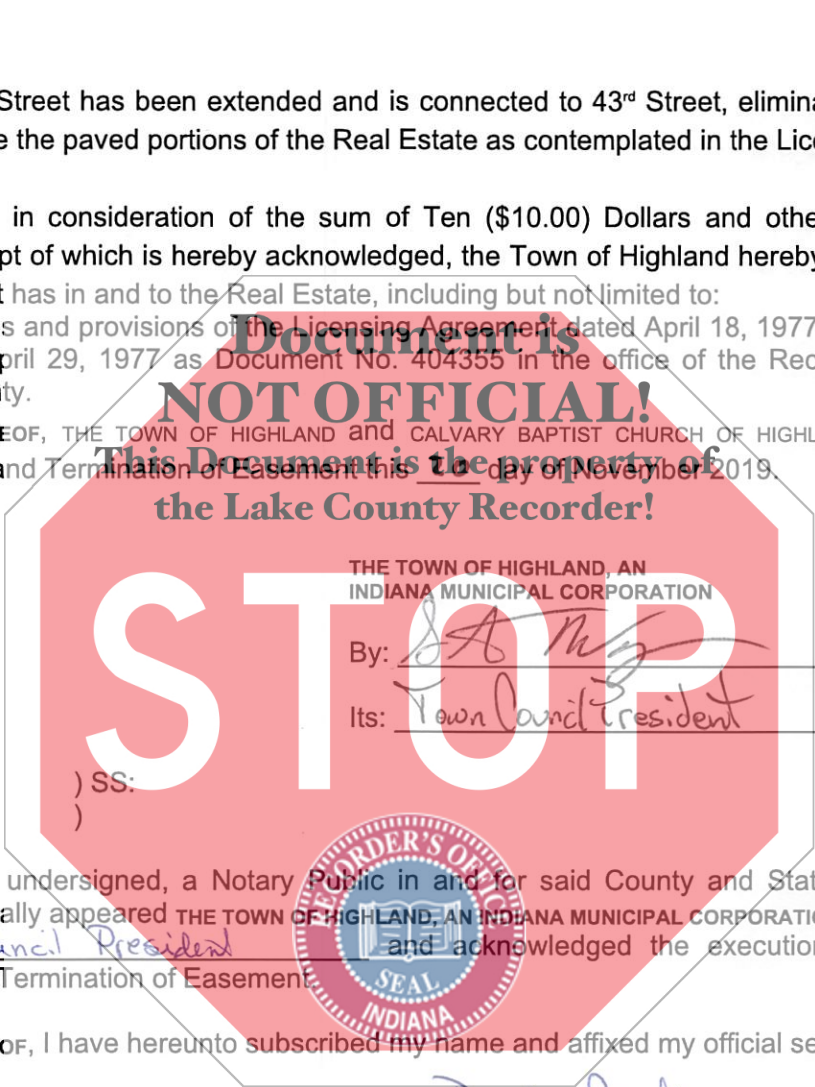 Street has been extended and is connected to 43rd Street, elimina
e the paved portions of the Real Estate as contemplated in the Lic
in consideration of the sum of Ten ($10.00) Dollars and othe
pt of which is hereby acknowledged, the Town of Highland hereby
t has in and to the Real Estate, including but not limited to:
s and provisions of the Licensing Agreement dated April 18, 1977
Document is
pril 29, 1977 as Document No. 404355 in the office of the Rec
ty.
NOT OFFICIAL!
EOF, THE TOWN OF HIGHLAND and CALVARY BAPTIST CHURCH OF HIGHL
This Document is the property of
nd Termination of Easement this day of November 2019.
the Lake County Recorder!
THE TOWN OF HIGHLAND, AN
INDIANA MUNICIPAL CORPORATION
STOP
By:
Its: Town Council President
) SS:
)
RECORDER'S OFFICE
undersigned, a Notary Public in and for said County and Stat
ally appeared THE TOWN OF HIGHLAND, AN INDIANA MUNICIPAL CORPORATI
uncil President and acknowledged the execution
Termination of Easement.
SEAL
INDIANA
OF, I have hereunto subscribed my name and affixed my official se